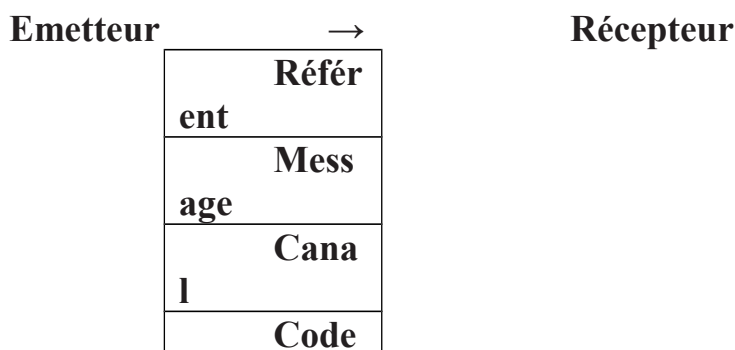 Emetteur → Récepteur
Référ
ent
Mess
age
Cana
l
Code